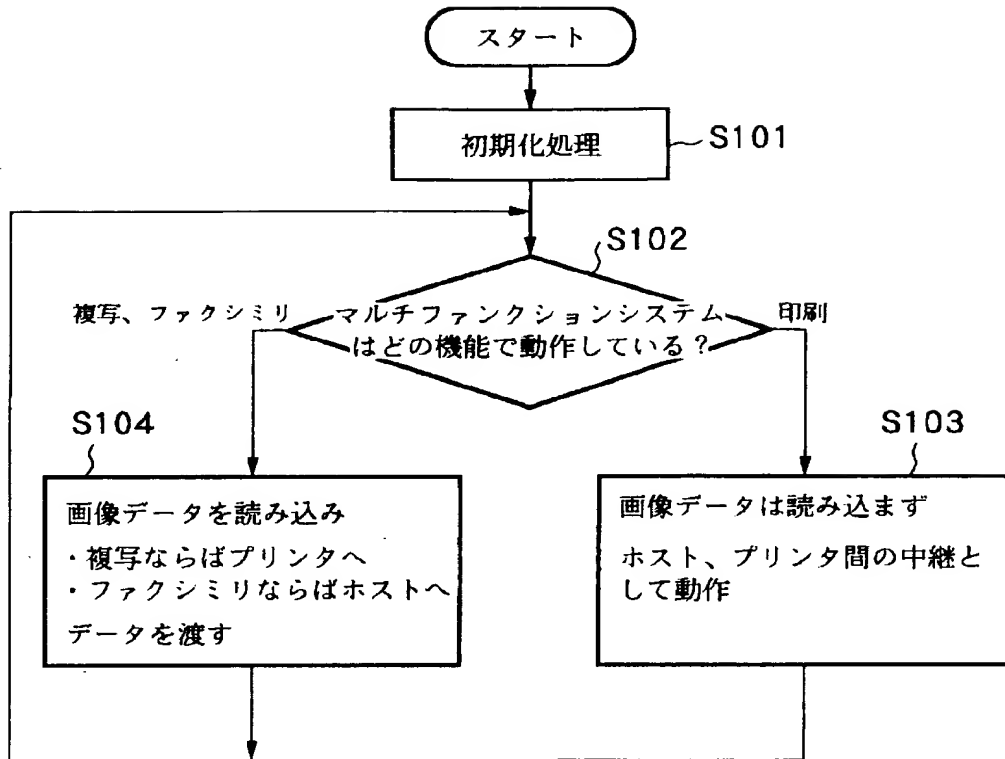 スタート
初期化処理
S101
S102
複写、ファクシミリ
マルチファンクションシステム
はどの機能で動作している?
印刷
S104
画像データを読み込み
・複写ならばプリンタへ
・ファクシミリならばホストへ
データを渡す
S103
画像データは読み込まず
ホスト、プリンタ間の中継と
して動作